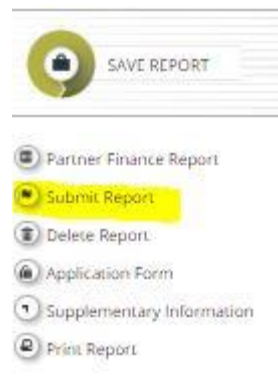 SAVE REPORT
Partner Finance Report
Submit Report
Delete Report
Application Form
Supplementary Information
Print Report